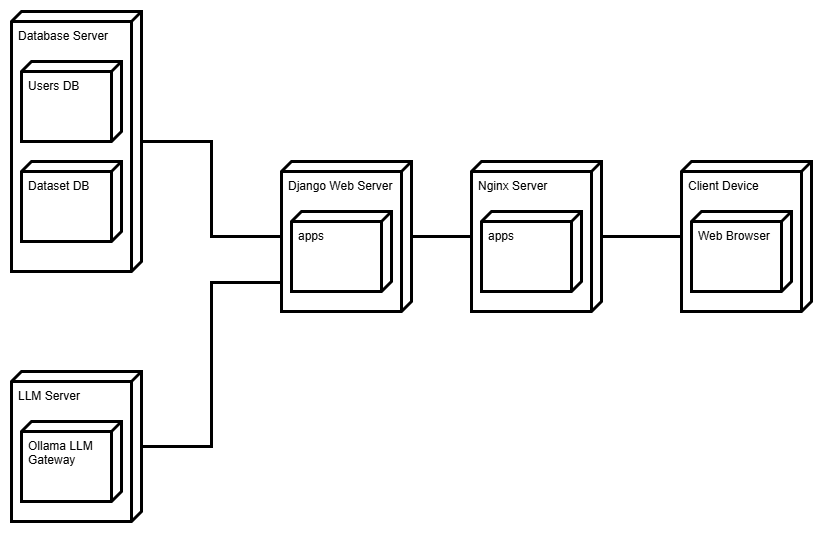 Database Server
Users DB
Dataset DB
Django Web Server
apps
Nginx Server
apps
Client Device
Web Browser
LLM Server
Ollama LLM
Gateway